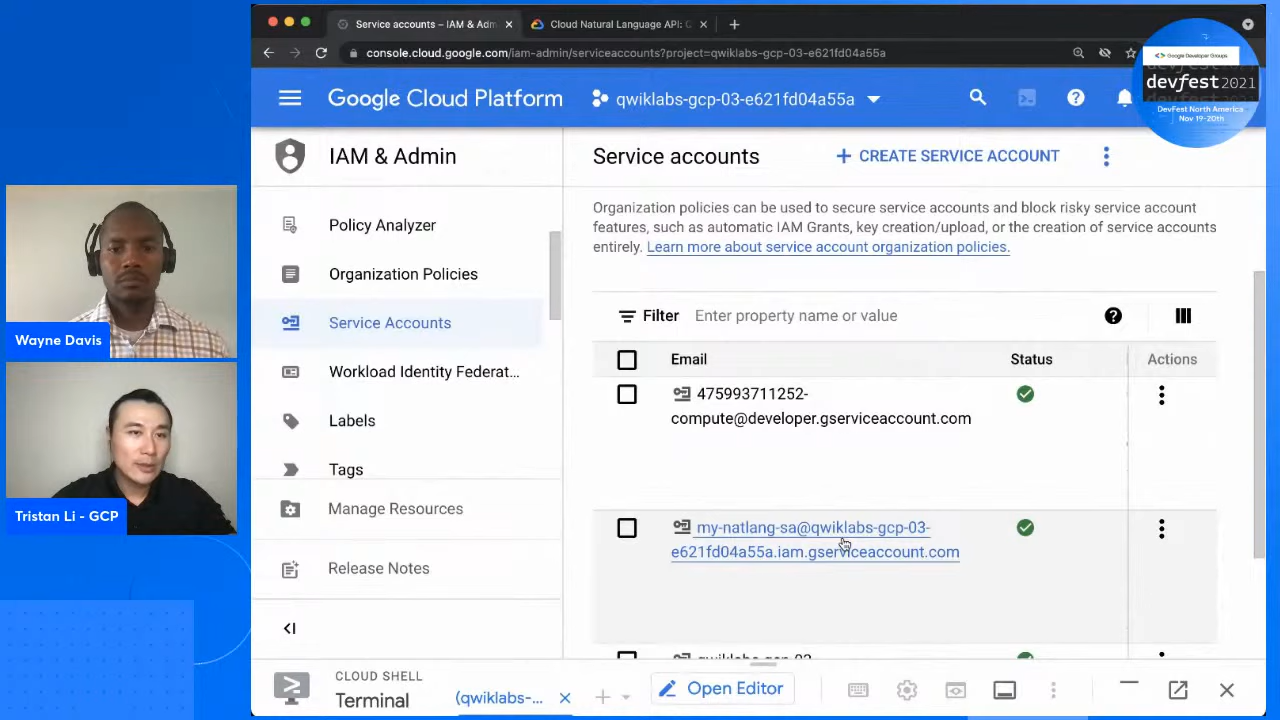 Service accounts – IAM & Adm
Cloud Natural Language API: C
console.cloud.google.com/iam-admin/serviceaccounts?project=qwiklabs-gcp-03-e621fd04a55a
Google Developer Groups
devfest 2021
DevFest North America
Nov 19-20th
Google Cloud Platform
qwiklabs-gcp-03-e621fd04a55a
IAM & Admin
Service accounts
+ CREATE SERVICE ACCOUNT
Policy Analyzer
Organization Policies
Service Accounts
Workload Identity Federat...
Labels
Tags
Manage Resources
Release Notes
Organization policies can be used to secure service accounts and block risky service account
features, such as automatic IAM Grants, key creation/upload, or the creation of service accounts
entirely. Learn more about service account organization policies.
Filter Enter property name or value
Email Status Actions
475993711252-
compute@developer.gserviceaccount.com
my-natlang-sa@qwiklabs-gcp-03-
e621fd04a55a.iam.gserviceaccount.com
qwiklabs-gcp-03-
Wayne Davis
Tristan Li - GCP
CLOUD SHELL
Terminal
(qwiklabs-...
Open Editor